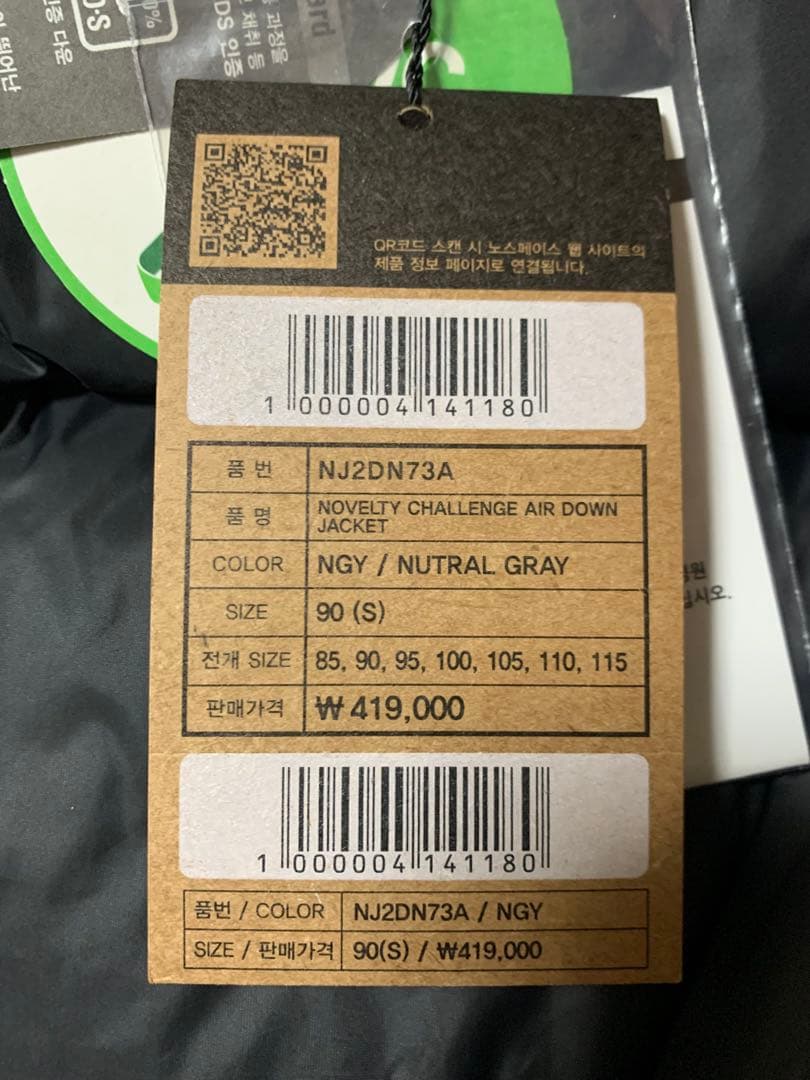 인증 다운
QR코드 스캔 시 노스페이스 웹 사이트의
제품 정보 페이지로 연결됩니다.
1 000004 141180
품 번 NJ2DN73A
품 명 NOVELTY CHALLENGE AIR DOWN
JACKET
COLOR NGY / NUTRAL GRAY
SIZE 90 (S)
전개 SIZE 85, 90, 95, 100, 105, 110, 115
판매가격 ₩419,000
1 000004 141180
품번 / COLOR NJ2DN73A / NGY
SIZE / 판매가격 90(S) / ₩419,000